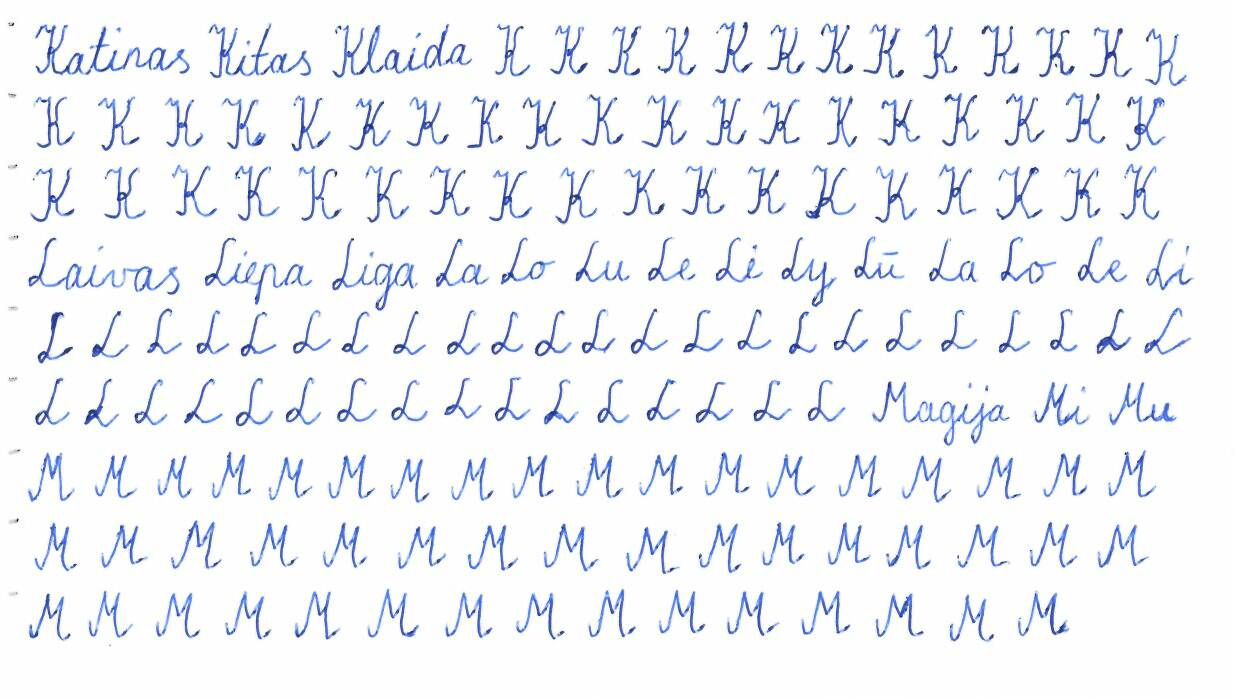 Katinas Kitas Klaida K K K K K K K K K K K K K
K K K K K K K K K K K K K K K K K K K
K K K K K K K K K K K K K K K K K K
Laivas Liepa Liga La Lo Lu Le Lė Ly Lū La Lo Le Li
L L L L L L L L L L L L L L L L L L L L L L L
L L L L L L L L L L L L L L L L Magija Mi Mu
M M M M M M M M M M M M M M M M M M
M M M M M M M M M M M M M M M M
M M M M M M M M M M M M M M M